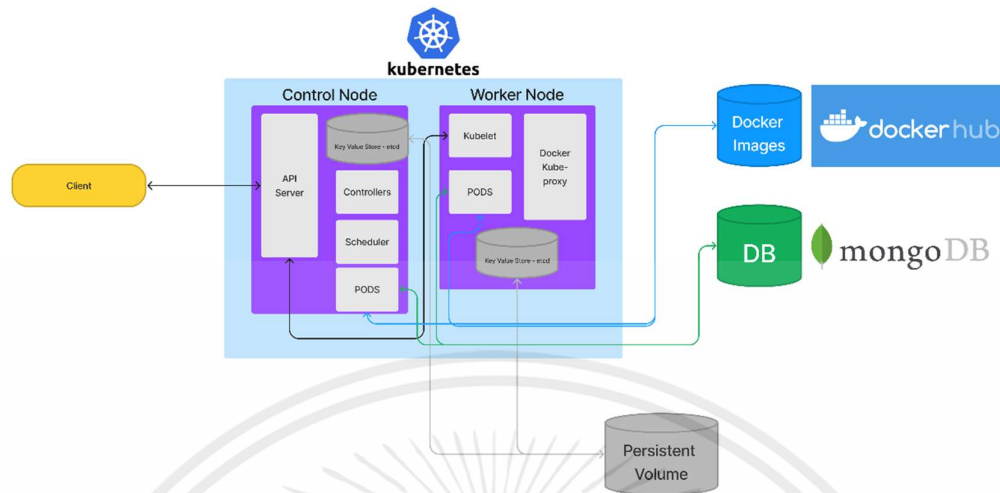 kubernetes
Control Node
Worker Node
Client
API
Server
Key Value Store - etcd
Controllers
Scheduler
PODS
Kubelet
PODS
Docker
Kube-
proxy
Key Value Store - etcd
Docker
Images
dockerhub
DB
mongoDB
Persistent
Volume